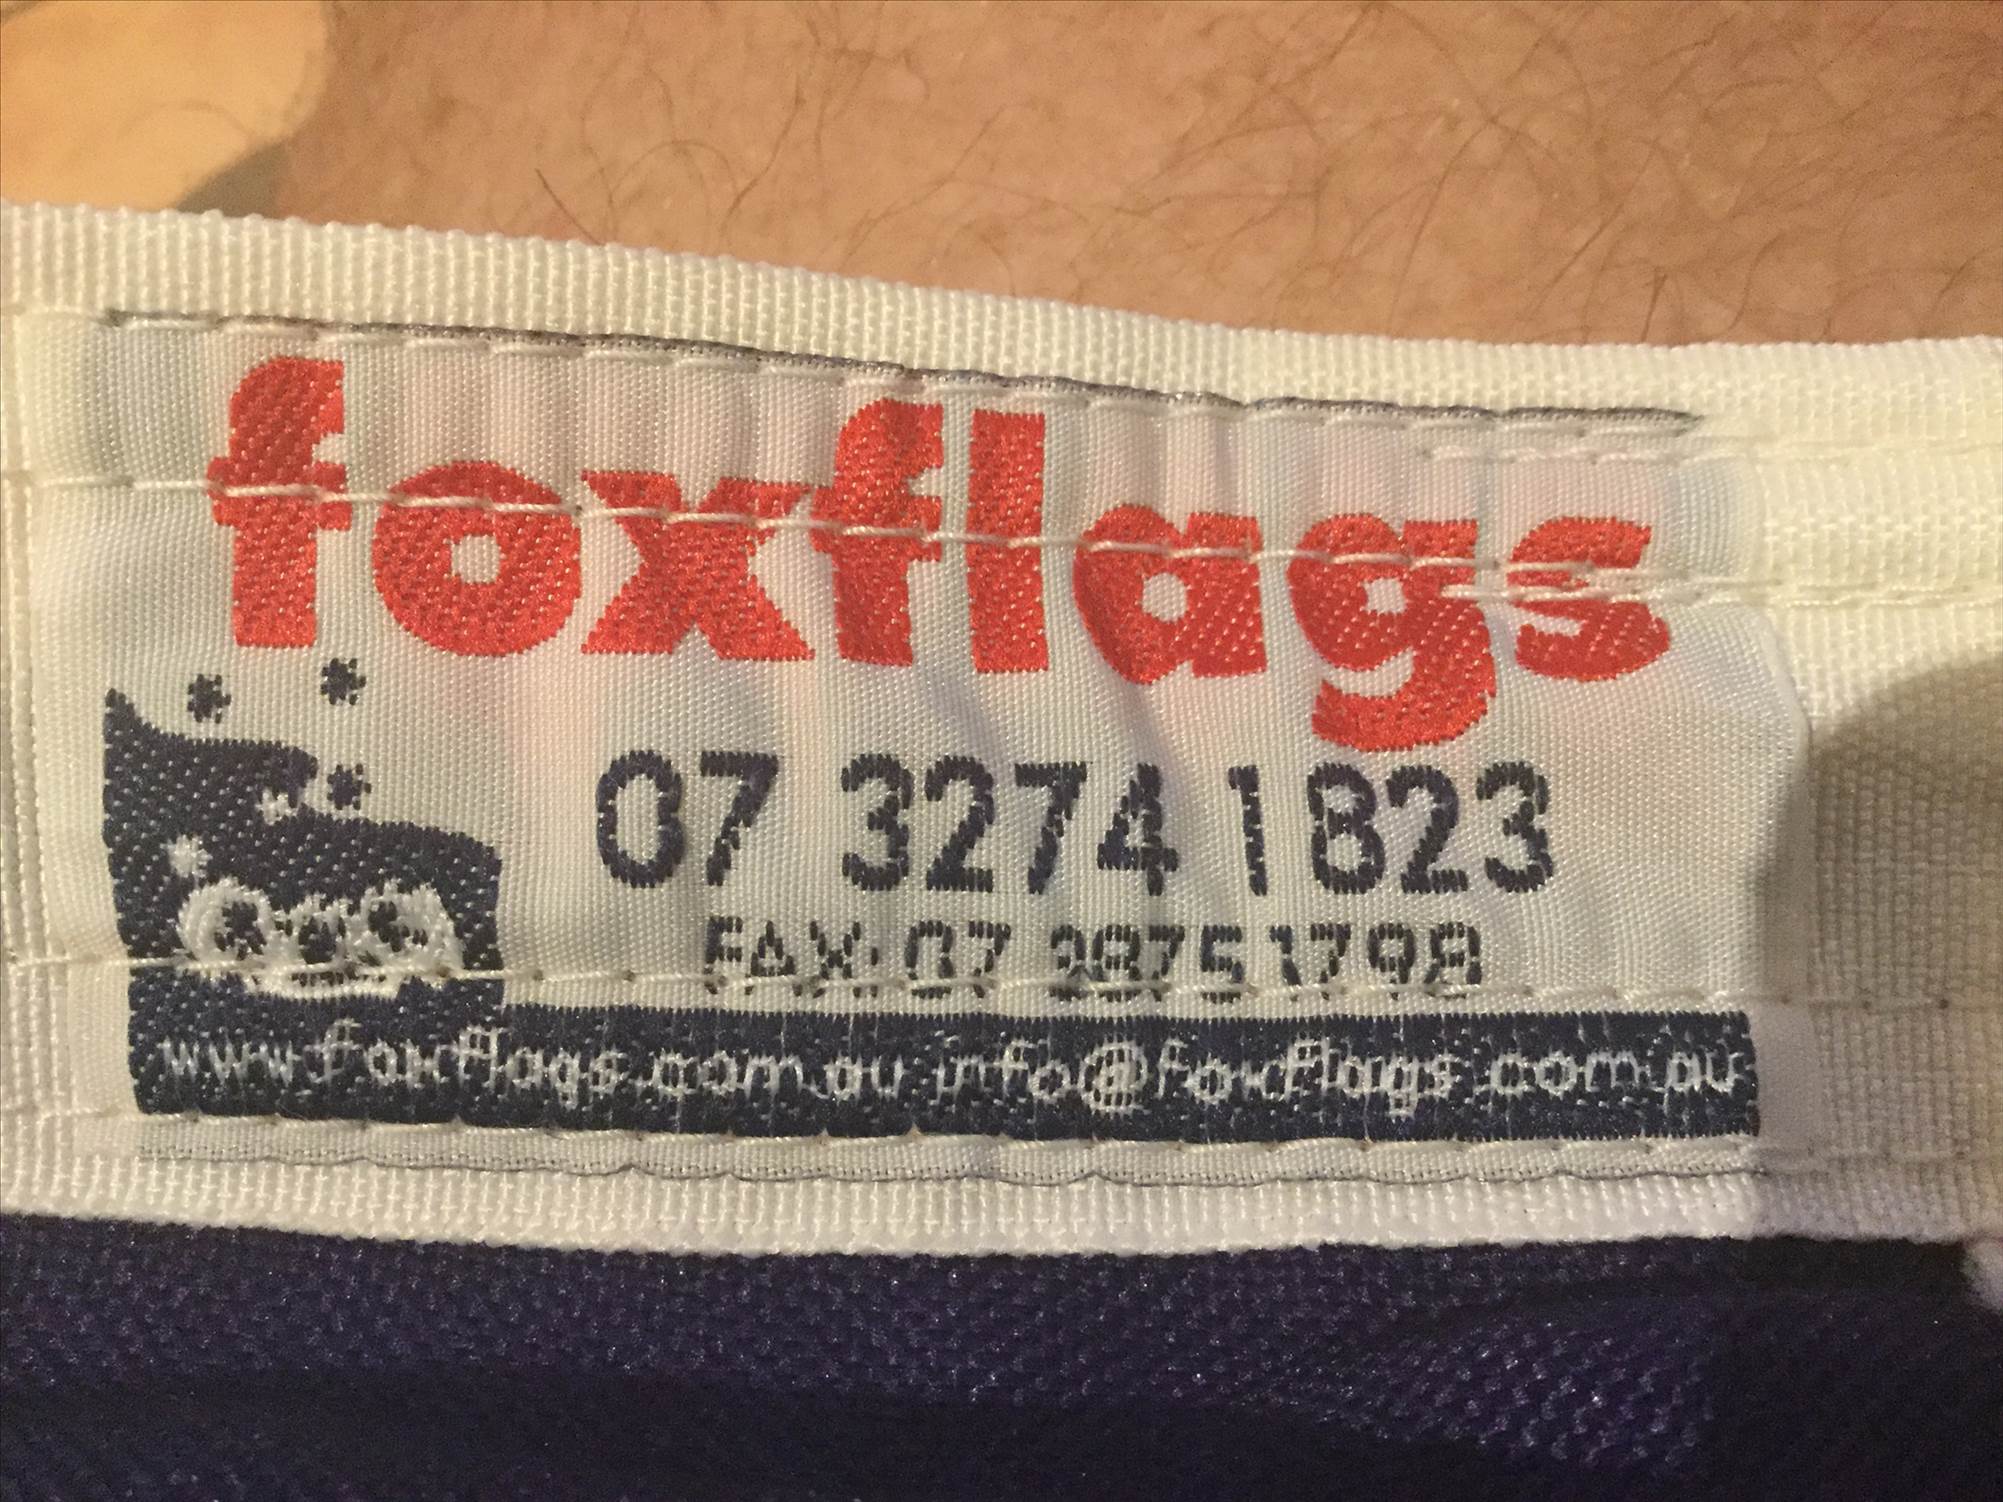 foxflags
07 3274 1823
FAX: 07 3875 1798
www.foxflags.com.au info@foxflags.com.au